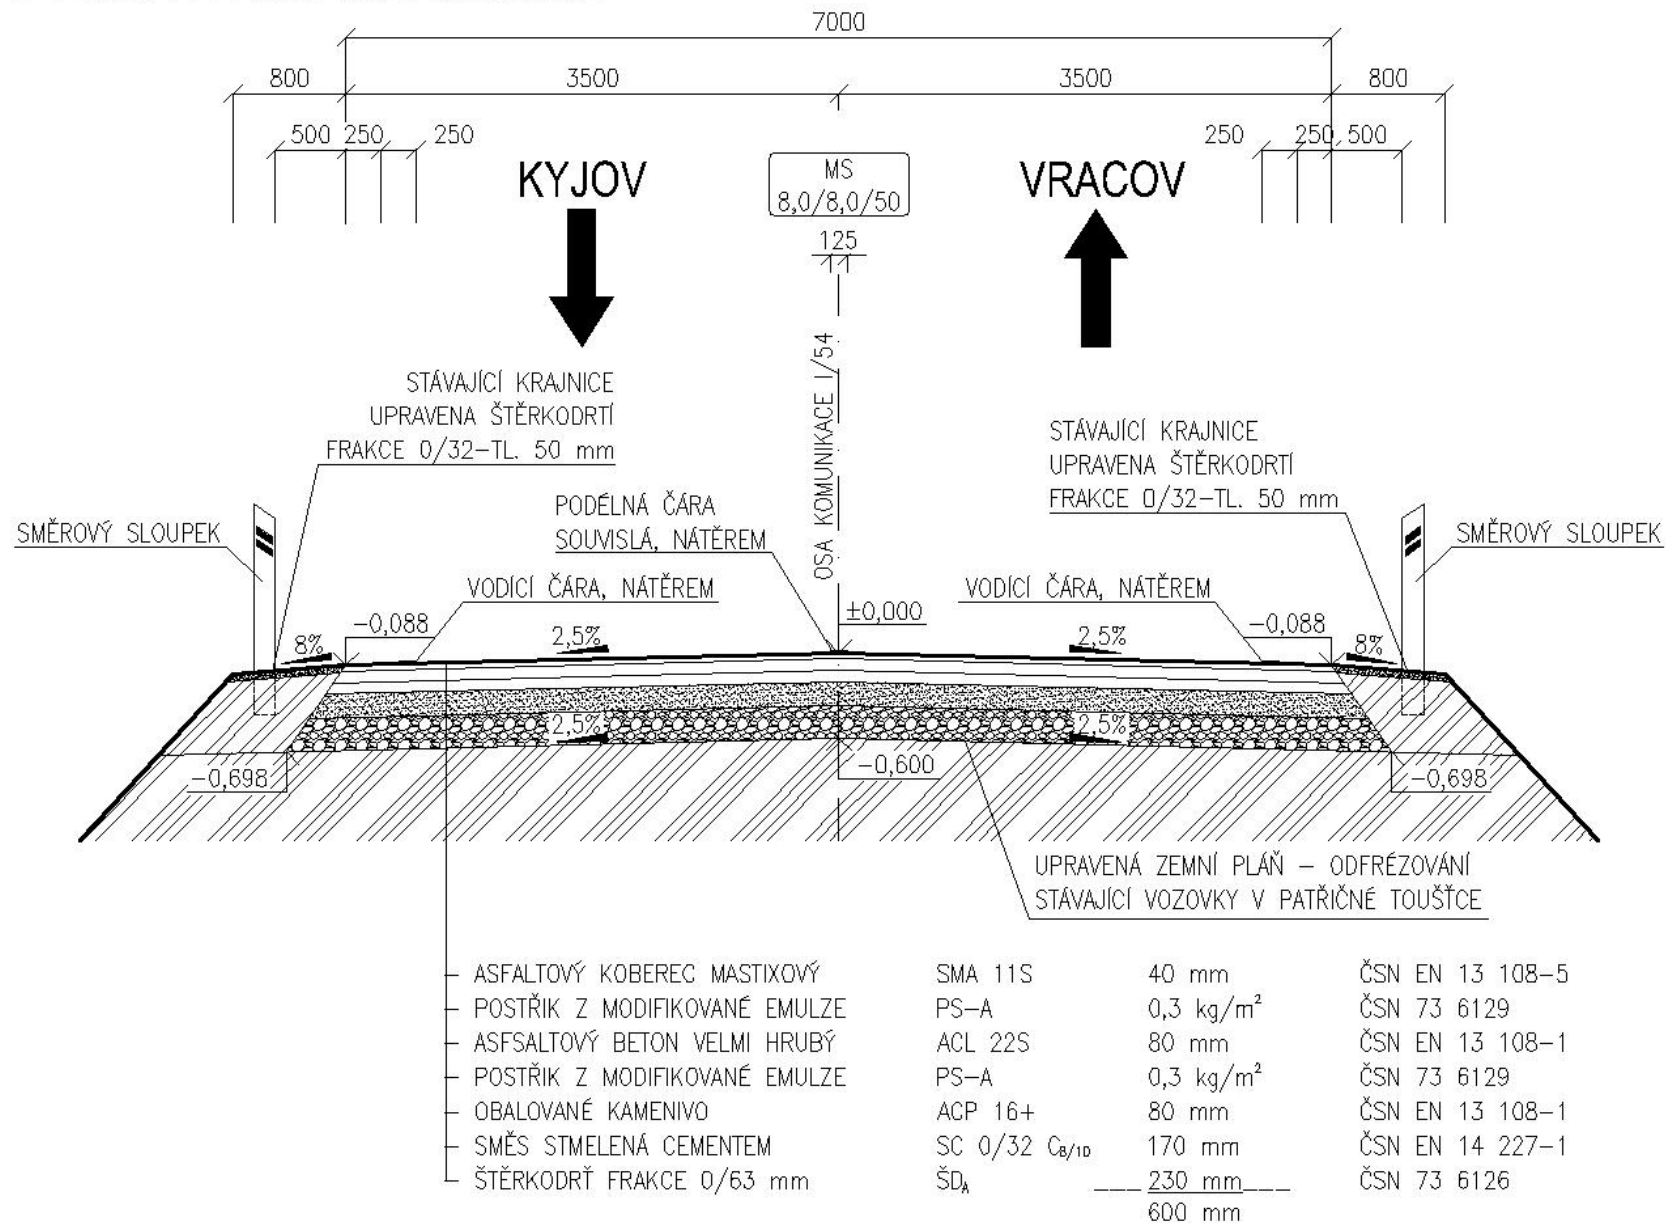 7000
800 3500 3500 800
500 250 250 250 250 500
KYJOV
MS
8,0/8,0/50
VRACOV
125
OSA KOMUNIKACE I/54
STÁVAJÍCÍ KRAJNICE
UPRAVENA ŠTĚRKODRTÍ
FRAKCE 0/32-TL. 50 mm
STÁVAJÍCÍ KRAJNICE
UPRAVENA ŠTĚRKODRTÍ
FRAKCE 0/32-TL. 50 mm
PODÉLNÁ ČÁRA
SOUVISLÁ, NÁTĚREM
SMĚROVÝ SLOUPEK
SMĚROVÝ SLOUPEK
VODÍCÍ ČÁRA, NÁTĚREM
VODÍCÍ ČÁRA, NÁTĚREM
8% -0,088 2,5% ±0,000 2,5% -0,088 8%
2,5% 2,5%
-0,698 -0,600 -0,698
UPRAVENÁ ZEMNÍ PLÁŇ – ODFRÉZOVÁNÍ
STÁVAJÍCÍ VOZOVKY V PATŘIČNÉ TOUŠŤCE
ASFALTOVÝ KOBEREC MASTIXOVÝ SMA 11S 40 mm ČSN EN 13 108-5
POSTŘIK Z MODIFIKOVANÉ EMULZE PS-A 0,3 kg/m² ČSN 73 6129
ASFSALTOVÝ BETON VELMI HRUBÝ ACL 22S 80 mm ČSN EN 13 108-1
POSTŘIK Z MODIFIKOVANÉ EMULZE PS-A 0,3 kg/m² ČSN 73 6129
OBALOVANÉ KAMENIVO ACP 16+ 80 mm ČSN EN 13 108-1
SMĚS STMELENÁ CEMENTEM SC 0/32 C8/10 170 mm ČSN EN 14 227-1
ŠTĚRKODRŤ FRAKCE 0/63 mm ŠDA 230 mm ČSN 73 6126
600 mm